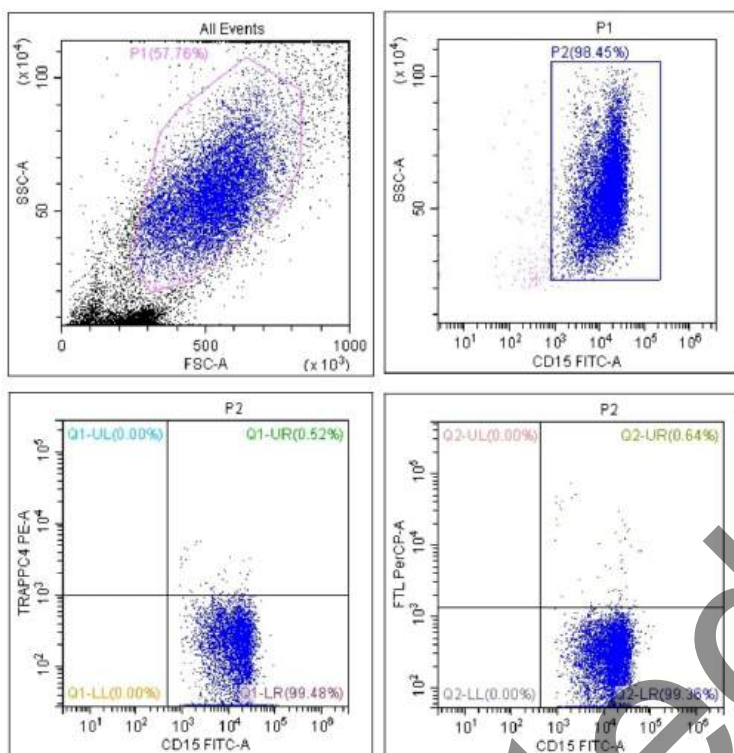 All Events
P1(57.76%)
(x 10⁴)
100
50
SSC-A
0
500
1000
FSC-A
(x 10³)
P1
P2(98.45%)
(x 10⁴)
100
50
SSC-A
10¹ 10² 10³ 10⁴ 10⁵ 10⁶
CD15 FITC-A
P2
Q1-UL(0.00%) Q1-UR(0.52%)
10⁵
10⁴
10³
10²
TRAPPC4 PE-A
Q1-LL(0.00%) Q1-LR(99.48%)
10¹ 10² 10³ 10⁴ 10⁵ 10⁶
CD15 FITC-A
P2
Q2-UL(0.00%) Q2-UR(0.64%)
10⁵
10⁴
10³
10²
FTL PerCP-A
Q2-LL(0.00%) Q2-LR(99.36%)
10¹ 10² 10³ 10⁴ 10⁵ 10⁶
CD15 FITC-A